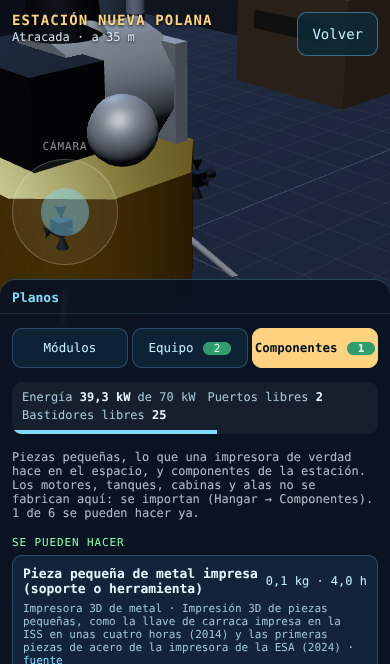 ESTACIÓN NUEVA POLANA
Atracada · a 35 m
Volver
CÁMARA
Planos
Módulos
Equipo 2
Componentes 1
Energía 39,3 kW de 70 kW Puertos libres 2
Bastidores libres 25
Piezas pequeñas, lo que una impresora de verdad
hace en el espacio, y componentes de la estación.
Los motores, tanques, cabinas y alas no se
fabrican aquí: se importan (Hangar → Componentes).
1 de 6 se pueden hacer ya.
SE PUEDEN HACER
Pieza pequeña de metal impresa
(soporte o herramienta)
0,1 kg · 4,0 h
Impresora 3D de metal · Impresión 3D de piezas
pequeñas, como la llave de carraca impresa en la
ISS en unas cuatro horas (2014) y las primeras
piezas de acero de la impresora de la ESA (2024) ·
fuente